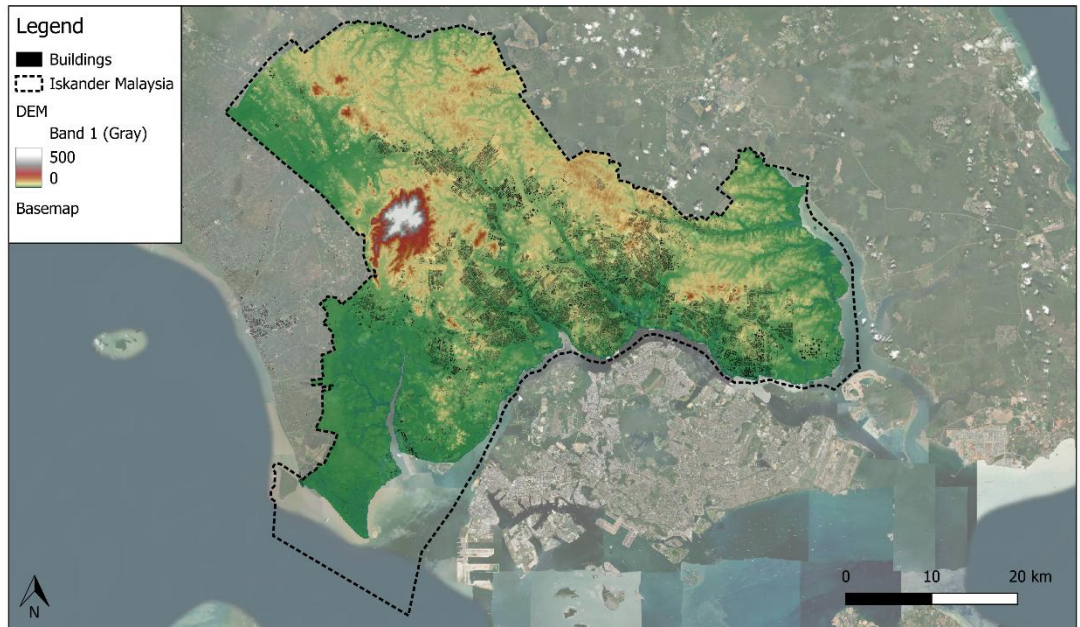 Legend
Buildings
Iskander Malaysia
DEM
Band 1 (Gray)
500
0
Basemap
N
0 10 20 km